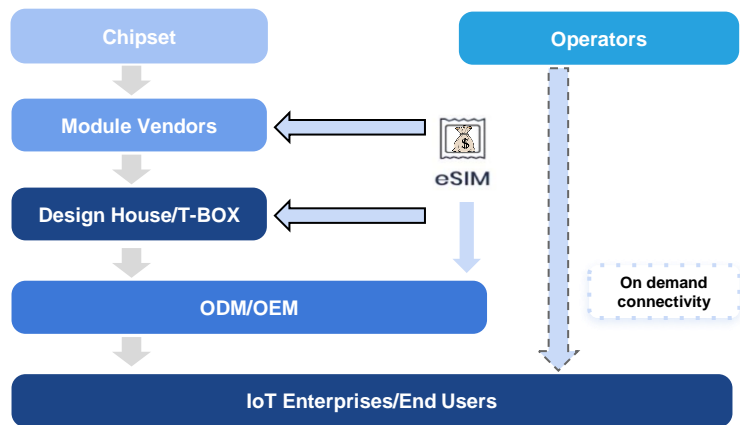 Chipset
Operators
Module Vendors
$
eSIM
Design House/T-BOX
On demand
connectivity
ODM/OEM
IoT Enterprises/End Users